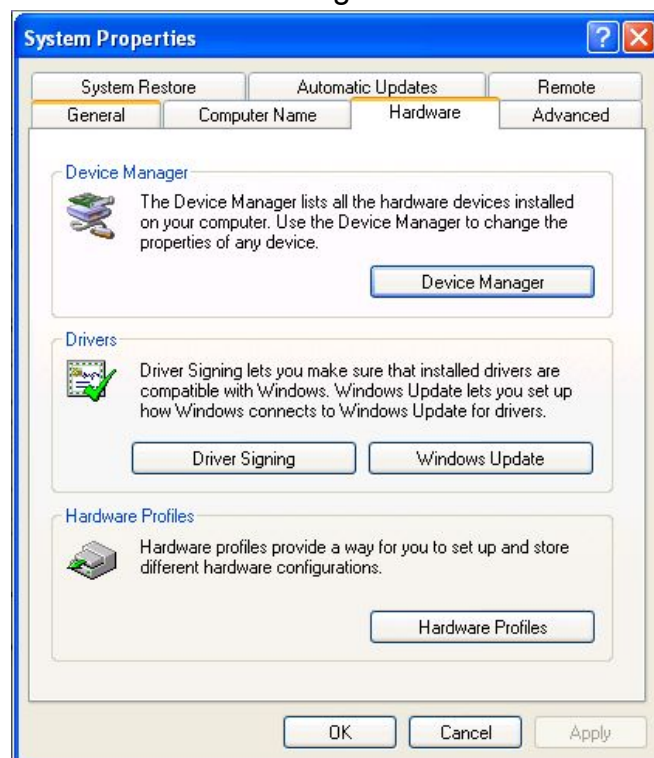 System Properties
System Restore Automatic Updates Remote
General Computer Name Hardware Advanced
Device Manager
The Device Manager lists all the hardware devices installed
on your computer. Use the Device Manager to change the
properties of any device.
Device Manager
Drivers
Driver Signing lets you make sure that installed drivers are
compatible with Windows. Windows Update lets you set up
how Windows connects to Windows Update for drivers.
Driver Signing Windows Update
Hardware Profiles
Hardware profiles provide a way for you to set up and store
different hardware configurations.
Hardware Profiles
OK Cancel Apply